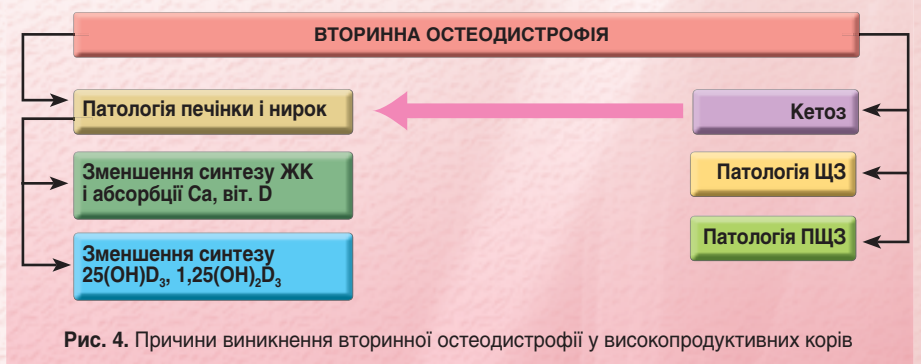 ВТОРИННА ОСТЕОДИСТРОФІЯ
Патологія печінки і нирок
Кетоз
Зменшення синтезу ЖК
і абсорбції Са, віт. D
Патологія ЩЗ
Зменшення синтезу
25(OH)D₃, 1,25(OH)₂D₃
Патологія ПЩЗ
Рис. 4. Причини виникнення вторинної остеодистрофії у високопродуктивних корів